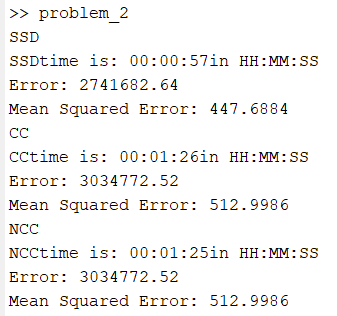 >> problem_2
SSD
SSDtime is: 00:00:57in HH:MM:SS
Error: 2741682.64
Mean Squared Error: 447.6884
CC
CCtime is: 00:01:26in HH:MM:SS
Error: 3034772.52
Mean Squared Error: 512.9986
NCC
NCCtime is: 00:01:25in HH:MM:SS
Error: 3034772.52
Mean Squared Error: 512.9986